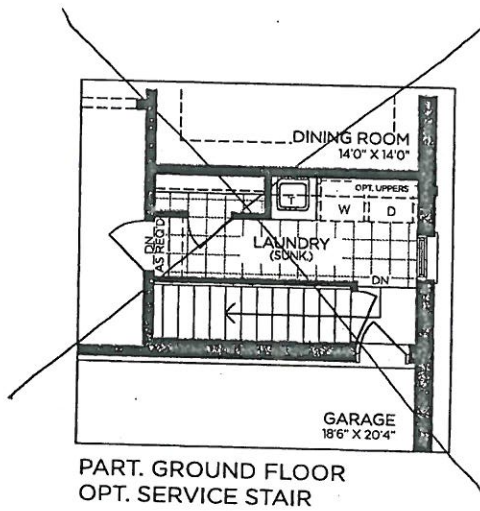 DINING ROOM
14'0" X 14'0"
OPT. UPPERS
T
W D
DN
AS REQ'D
LAUNDRY
(SUNK.)
DN
GARAGE
18'6" X 20'4"
PART. GROUND FLOOR
OPT. SERVICE STAIR